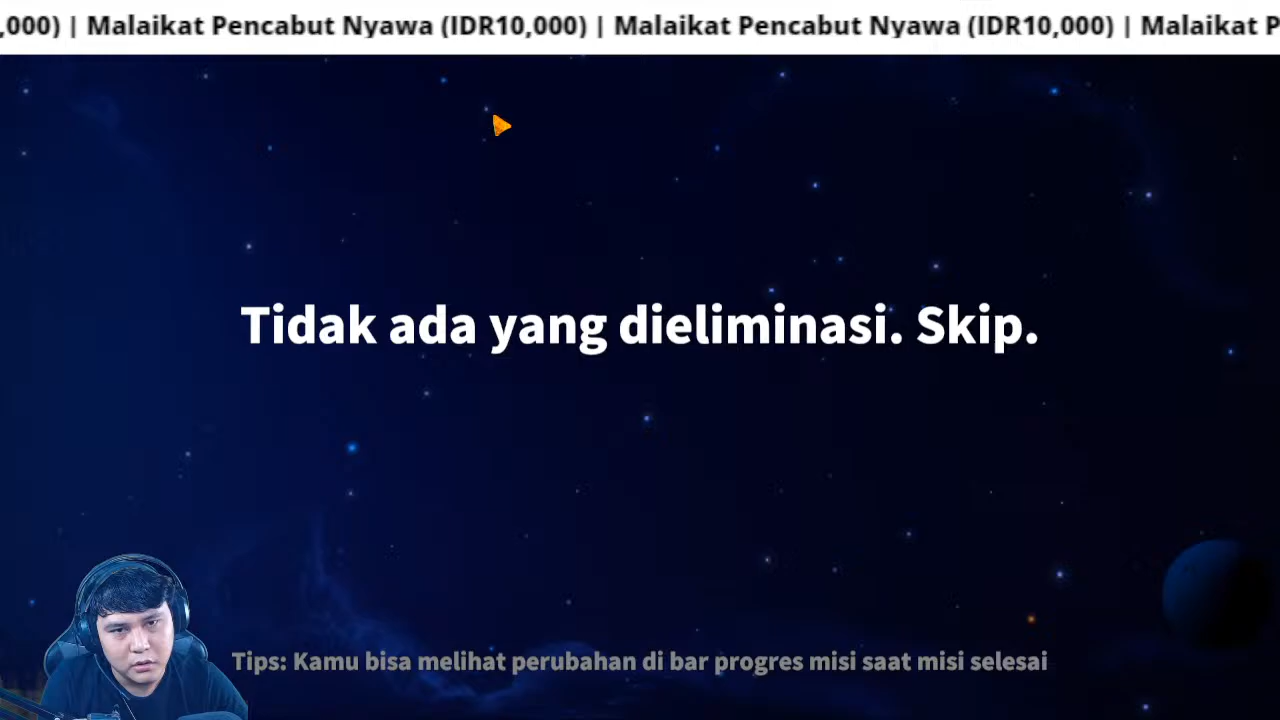 ,000) | Malaikat Pencabut Nyawa (IDR10,000) | Malaikat Pencabut Nyawa (IDR10,000) | Malaikat P
Tidak ada yang dieliminasi. Skip.
Tips: Kamu bisa melihat perubahan di bar progres misi saat misi selesai